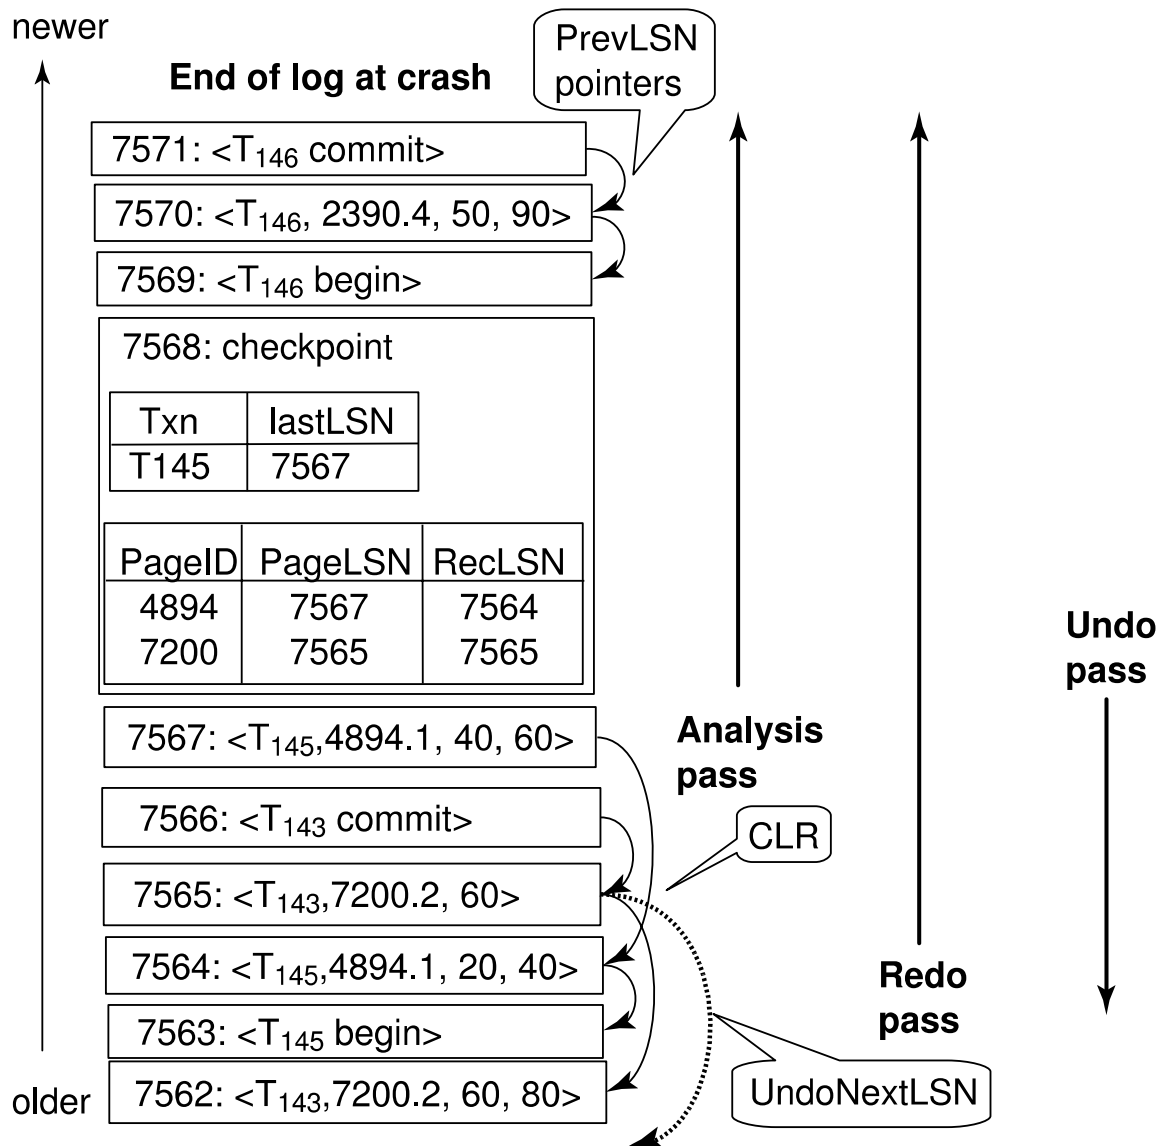 newer
PrevLSN
pointers
End of log at crash
7571: <T146 commit>
7570: <T146, 2390.4, 50, 90>
7569: <T146 begin>
7568: checkpoint
Txn lastLSN
T145 7567
PageID PageLSN RecLSN
4894 7567 7564
7200 7565 7565
Undo
pass
7567: <T145,4894.1, 40, 60>
Analysis
pass
7566: <T143 commit>
CLR
7565: <T143,7200.2, 60>
7564: <T145,4894.1, 20, 40>
Redo
pass
7563: <T145 begin>
7562: <T143,7200.2, 60, 80>
UndoNextLSN
older